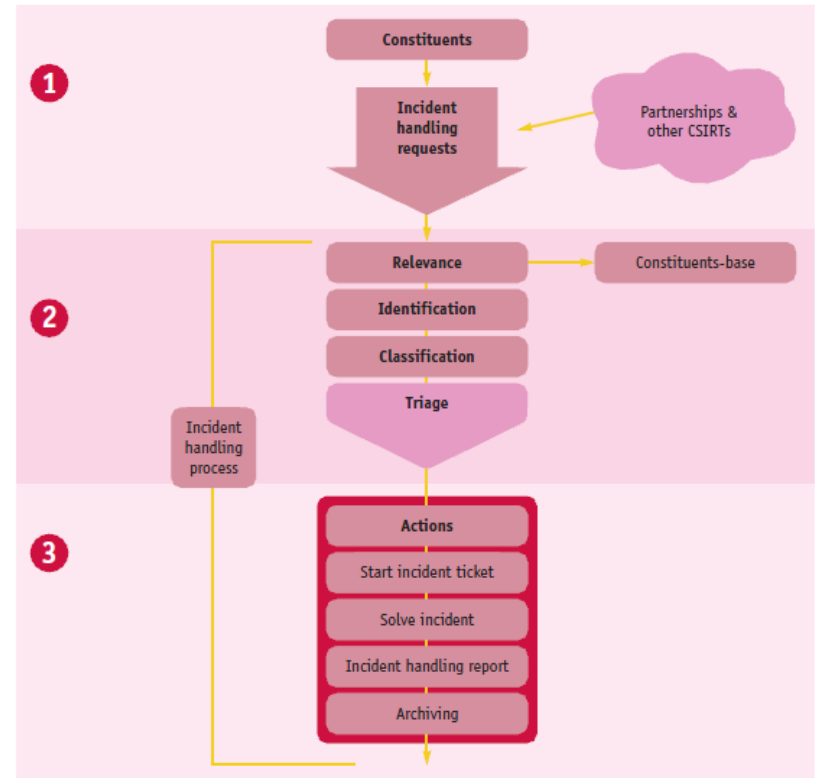 1
Constituents
Incident
handling
requests
Partnerships &
other CSIRTs
2
Relevance
Constituents-base
Identification
Classification
Triage
Incident
handling
process
3
Actions
Start incident ticket
Solve incident
Incident handling report
Archiving